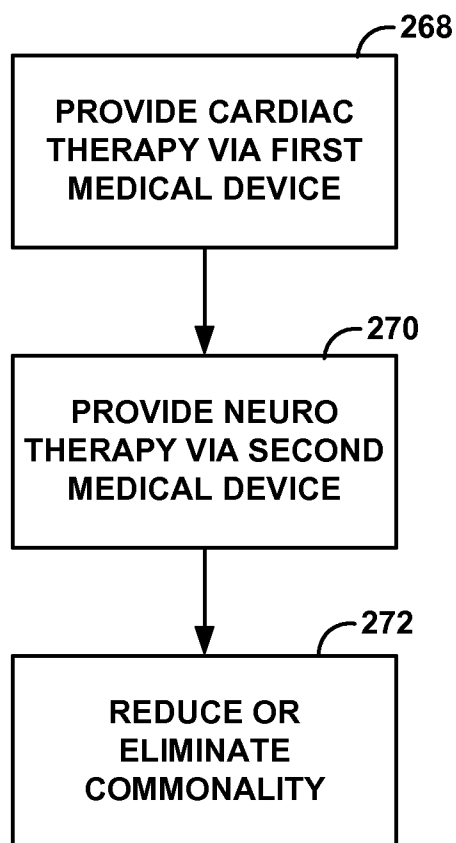 268
PROVIDE CARDIAC
THERAPY VIA FIRST
MEDICAL DEVICE
270
PROVIDE NEURO
THERAPY VIA SECOND
MEDICAL DEVICE
272
REDUCE OR
ELIMINATE
COMMONALITY